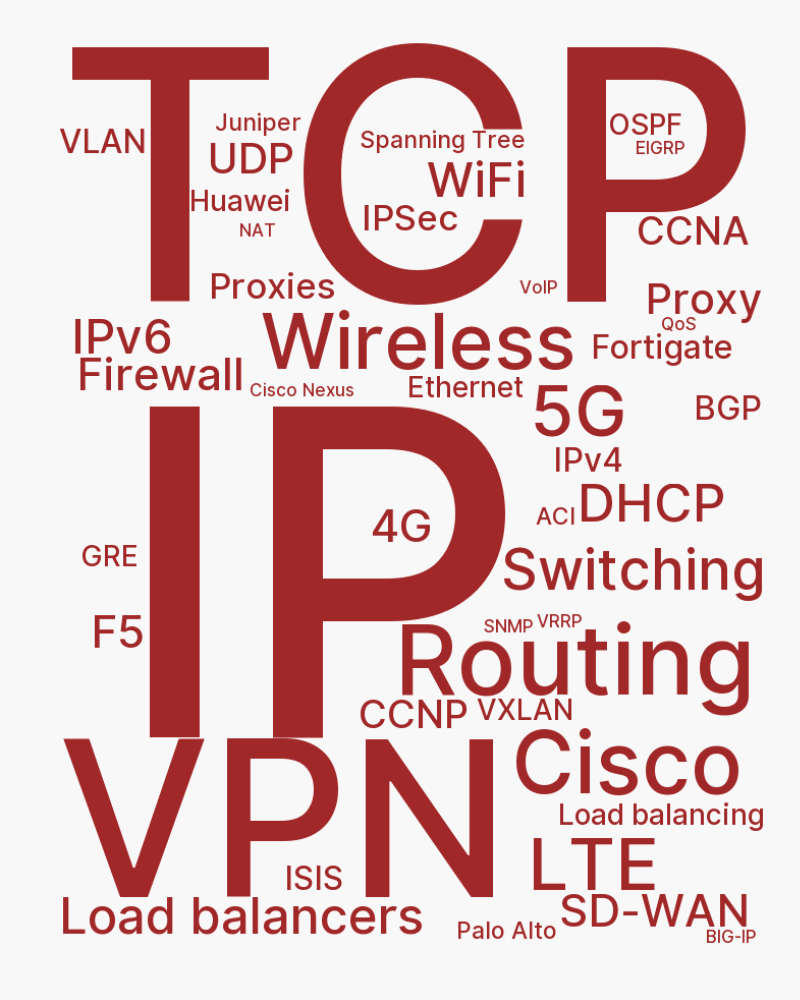 TCP
VLAN
Juniper
UDP
Huawei
NAT
Spanning Tree
WiFi
IPSec
OSPF
EIGRP
CCNA
Proxies
VoIP
Proxy
QoS
IPv6
Wireless
Fortigate
Firewall
Cisco Nexus
Ethernet
5G
BGP
IP
IPv4
4G
ACI
DHCP
GRE
Switching
F5
SNMP
VRRP
Routing
CCNP
VXLAN
VPN
Cisco
Load balancing
ISIS
LTE
Load balancers
SD-WAN
Palo Alto
BIG-IP